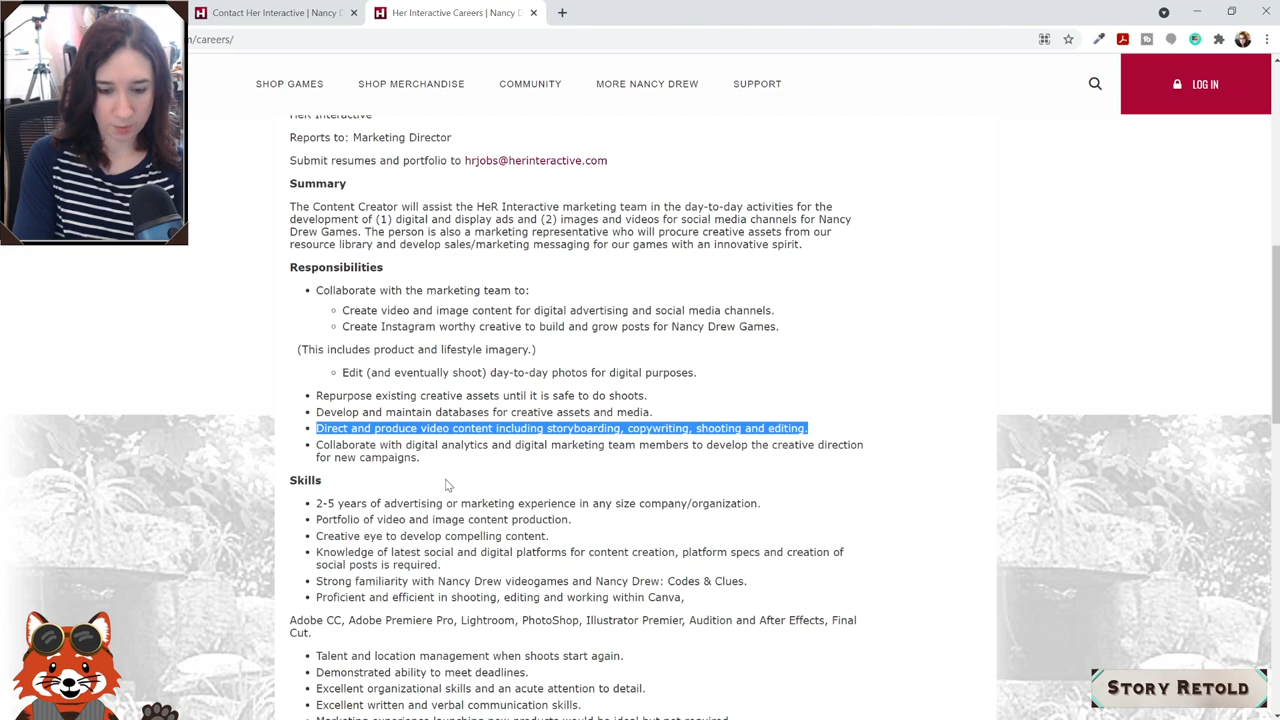 Contact Her Interactive | Nancy D
Her Interactive Careers | Nancy D
m/careers/
SHOP GAMES
SHOP MERCHANDISE
COMMUNITY
MORE NANCY DREW
SUPPORT
LOG IN
HeR Interactive
Reports to: Marketing Director
Submit resumes and portfolio to hrjobs@herinteractive.com
Summary
The Content Creator will assist the HeR Interactive marketing team in the day-to-day activities for the
development of (1) digital and display ads and (2) images and videos for social media channels for Nancy
Drew Games. The person is also a marketing representative who will procure creative assets from our
resource library and develop sales/marketing messaging for our games with an innovative spirit.
Responsibilities
• Collaborate with the marketing team to:
Create video and image content for digital advertising and social media channels.
Create Instagram worthy creative to build and grow posts for Nancy Drew Games.
(This includes product and lifestyle imagery.)
Edit (and eventually shoot) day-to-day photos for digital purposes.
• Repurpose existing creative assets until it is safe to do shoots.
• Develop and maintain databases for creative assets and media.
• Direct and produce video content including storyboarding, copywriting, shooting and editing.
• Collaborate with digital analytics and digital marketing team members to develop the creative direction
for new campaigns.
Skills
• 2-5 years of advertising or marketing experience in any size company/organization.
• Portfolio of video and image content production.
• Creative eye to develop compelling content.
• Knowledge of latest social and digital platforms for content creation, platform specs and creation of
social posts is required.
• Strong familiarity with Nancy Drew videogames and Nancy Drew: Codes & Clues.
• Proficient and efficient in shooting, editing and working within Canva,
Adobe CC, Adobe Premiere Pro, Lightroom, PhotoShop, Illustrator Premier, Audition and After Effects, Final
Cut.
• Talent and location management when shoots start again.
• Demonstrated ability to meet deadlines.
• Excellent organizational skills and an acute attention to detail.
• Excellent written and verbal communication skills.
• Marketing experience launching new products would be ideal but not required.
STORY RETOLD